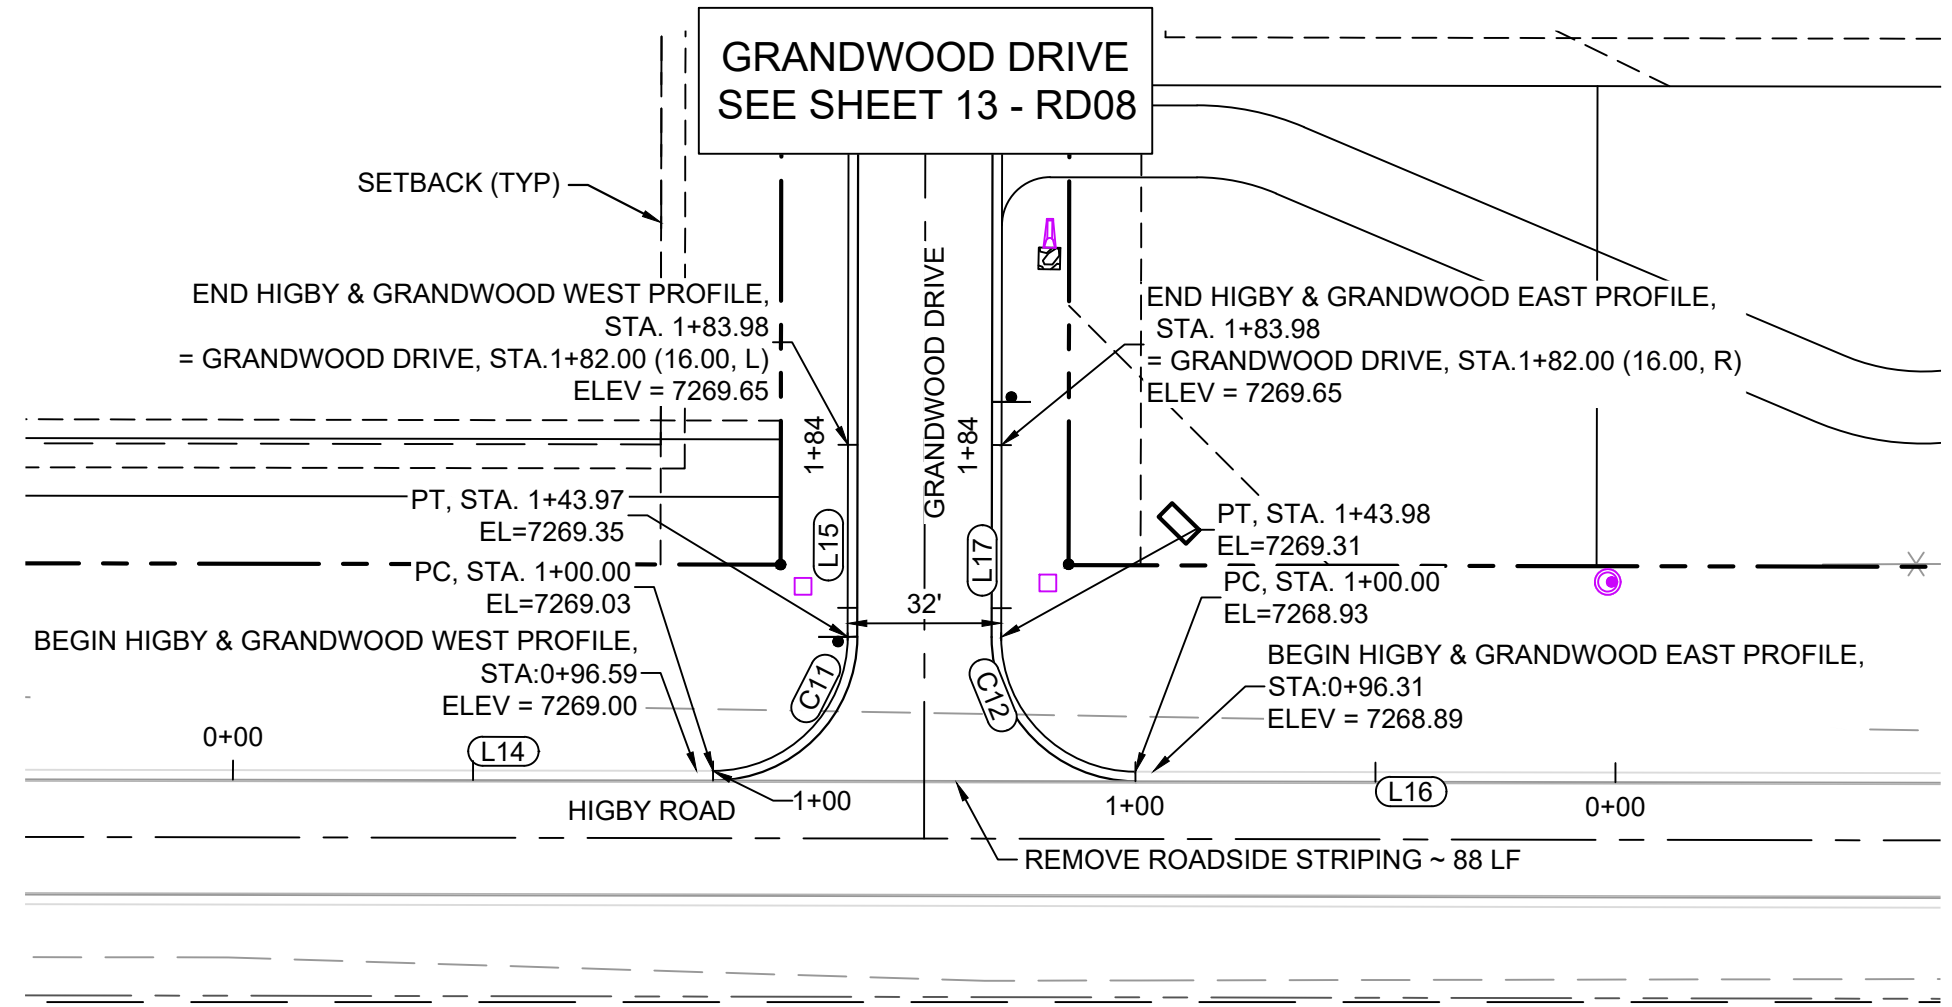 GRANDWOOD DRIVE
SEE SHEET 13 - RD08
SETBACK (TYP)
END HIGBY & GRANDWOOD WEST PROFILE,
STA. 1+83.98
= GRANDWOOD DRIVE, STA.1+82.00 (16.00, L)
ELEV = 7269.65
GRANDWOOD DRIVE
END HIGBY & GRANDWOOD EAST PROFILE,
STA. 1+83.98
= GRANDWOOD DRIVE, STA.1+82.00 (16.00, R)
ELEV = 7269.65
1+84
1+84
PT, STA. 1+43.97
EL=7269.35
L15
L17
PT, STA. 1+43.98
EL=7269.31
PC, STA. 1+00.00
EL=7269.03
32'
PC, STA. 1+00.00
EL=7268.93
BEGIN HIGBY & GRANDWOOD WEST PROFILE,
STA:0+96.59
ELEV = 7269.00
C11
C12
BEGIN HIGBY & GRANDWOOD EAST PROFILE,
STA:0+96.31
ELEV = 7268.89
0+00
L14
HIGBY ROAD
1+00
1+00
L16
0+00
REMOVE ROADSIDE STRIPING ~ 88 LF